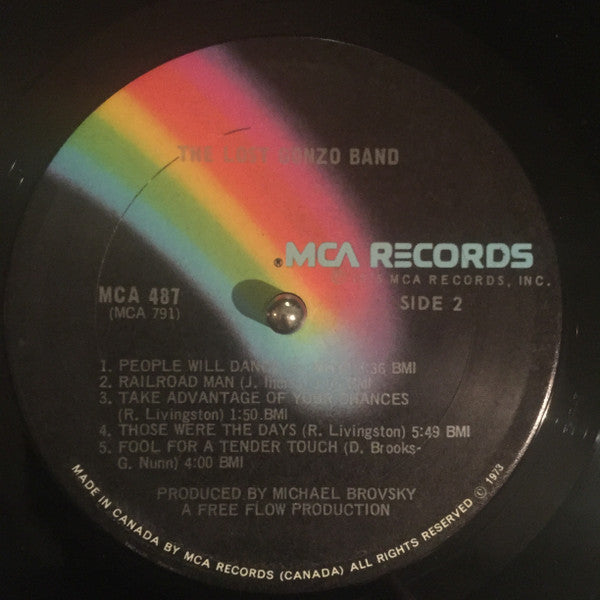 THE LOST GONZO BAND
®MCA RECORDS
MCA RECORDS, INC.
MCA 487
(MCA 791)
SIDE 2
1. PEOPLE WILL :36 BMI
2. RAILROAD MAN (J. BMI
3. TAKE ADVANTAGE OF YOUR CHANCES
(R. Livingston) 1:50 BMI
4. THOSE WERE THE DAYS (R. Livingston) 5:49 BMI
5. FOOL FOR A TENDER TOUCH (D. Brooks-
G. Nunn) 4:00 BMI
PRODUCED BY MICHAEL BROVSKY
A FREE FLOW PRODUCTION
MADE IN CANADA BY MCA RECORDS (CANADA) ALL RIGHTS RESERVED © 1973